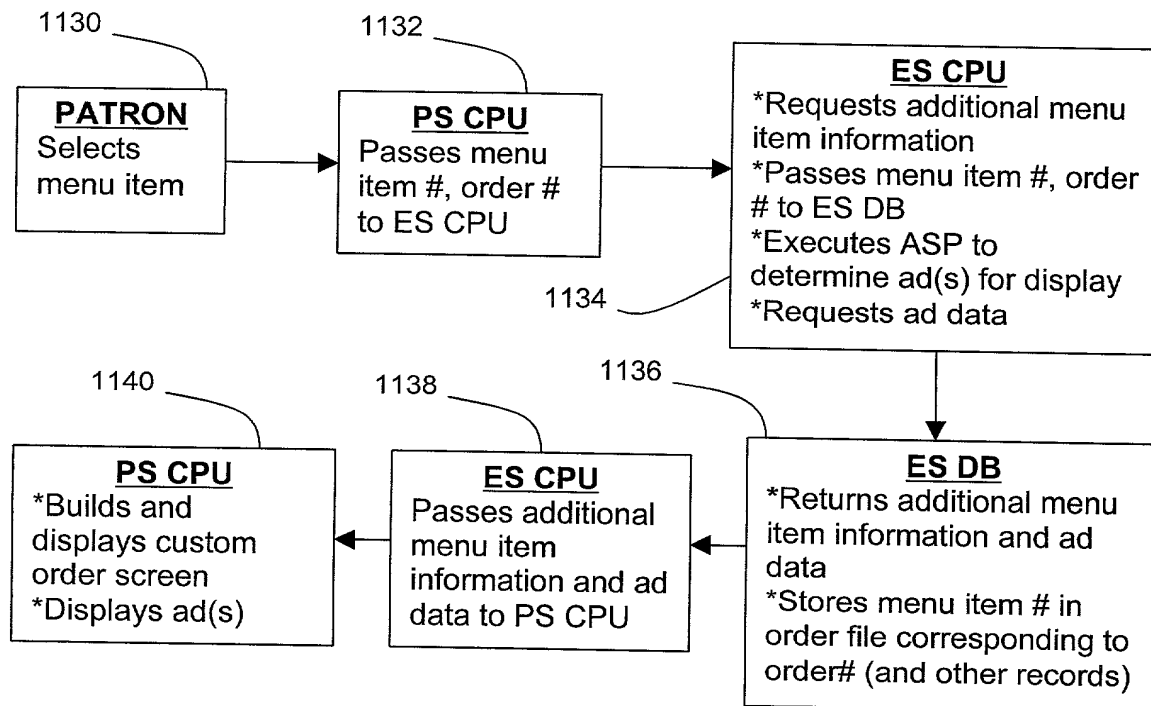 1130
PATRON
Selects
menu item
1132
PS CPU
Passes menu
item #, order #
to ES CPU
ES CPU
*Requests additional menu
item information
*Passes menu item #, order
# to ES DB
*Executes ASP to
determine ad(s) for display
*Requests ad data
1134
1136
ES DB
*Returns additional menu
item information and ad
data
*Stores menu item # in
order file corresponding to
order# (and other records)
1138
ES CPU
Passes additional
menu item
information and ad
data to PS CPU
1140
PS CPU
*Builds and
displays custom
order screen
*Displays ad(s)